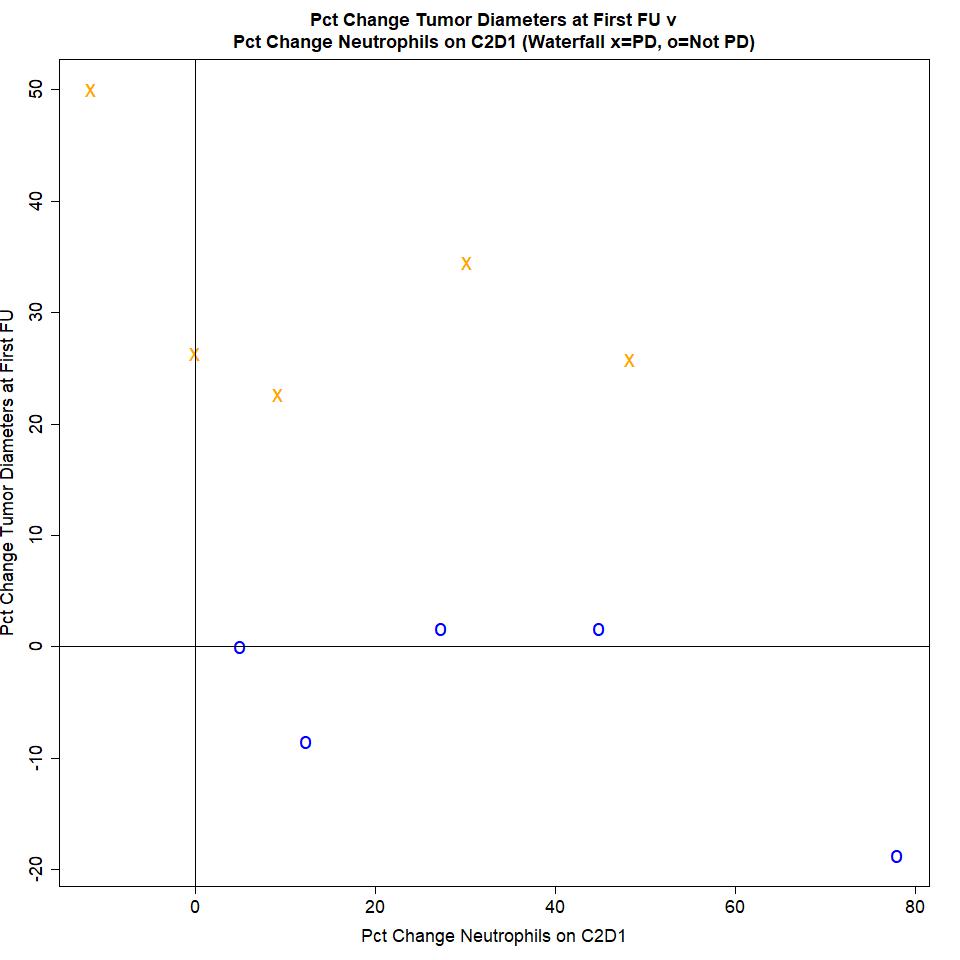 Pct Change Tumor Diameters at First FU v
Pct Change Neutrophils on C2D1 (Waterfall x=PD, o=Not PD)
Pct Change Tumor Diameters at First FU
50
40
30
20
10
0
-10
-20
X
X
X
X
X
O
O
O
O
O
0 20 40 60 80
Pct Change Neutrophils on C2D1